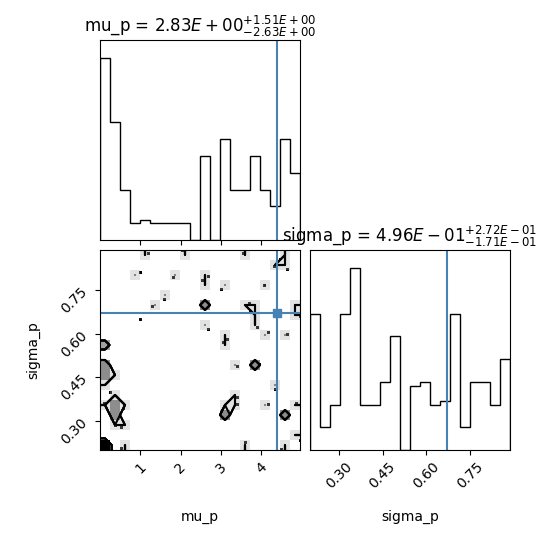 mu_p = 2.83E + 00+1.51E + 00 −2.63E + 00
sigma_p = 4.96E − 01+2.72E − 01 −1.71E − 01
sigma_p
0.75
0.60
0.45
0.30
1 2 3 4
0.30 0.45 0.60 0.75
mu_p
sigma_p